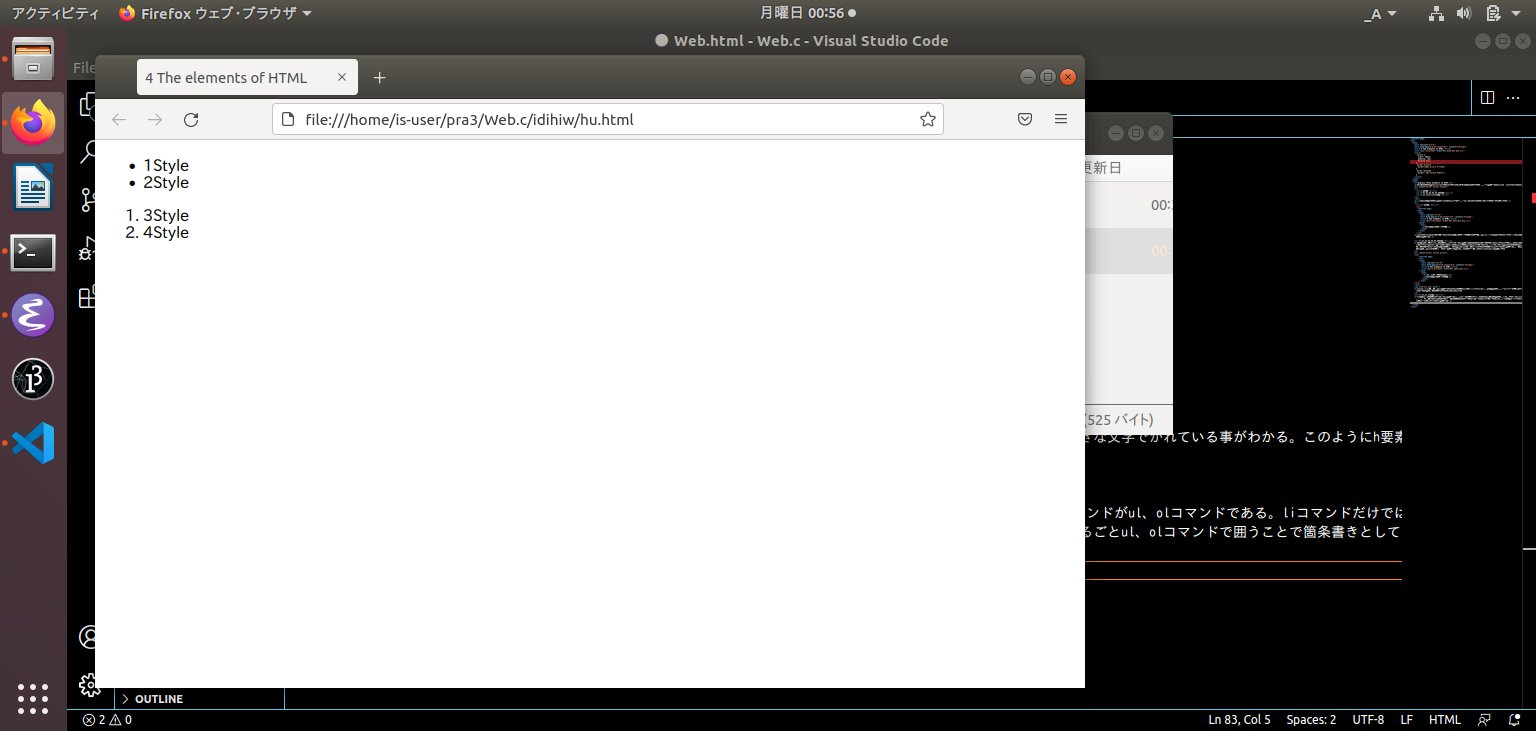 アクティビティ
Firefox ウェブ・ブラウザ
月曜日 00:56
_A
Web.html - Web.c - Visual Studio Code
File
4 The elements of HTML
file:///home/is-user/pra3/Web.c/idihiw/hu.html
• 1Style
• 2Style
1. 3Style
2. 4Style
更新日
00:
00:
(525 バイト)
な文字でかれている事がわかる。このようにh要素
ンドがul、olコマンドである。liコマンドだけでは
るごとul、olコマンドで囲うことで箇条書きとして
OUTLINE
2
0
Ln 83, Col 5
Spaces: 2
UTF-8
LF
HTML